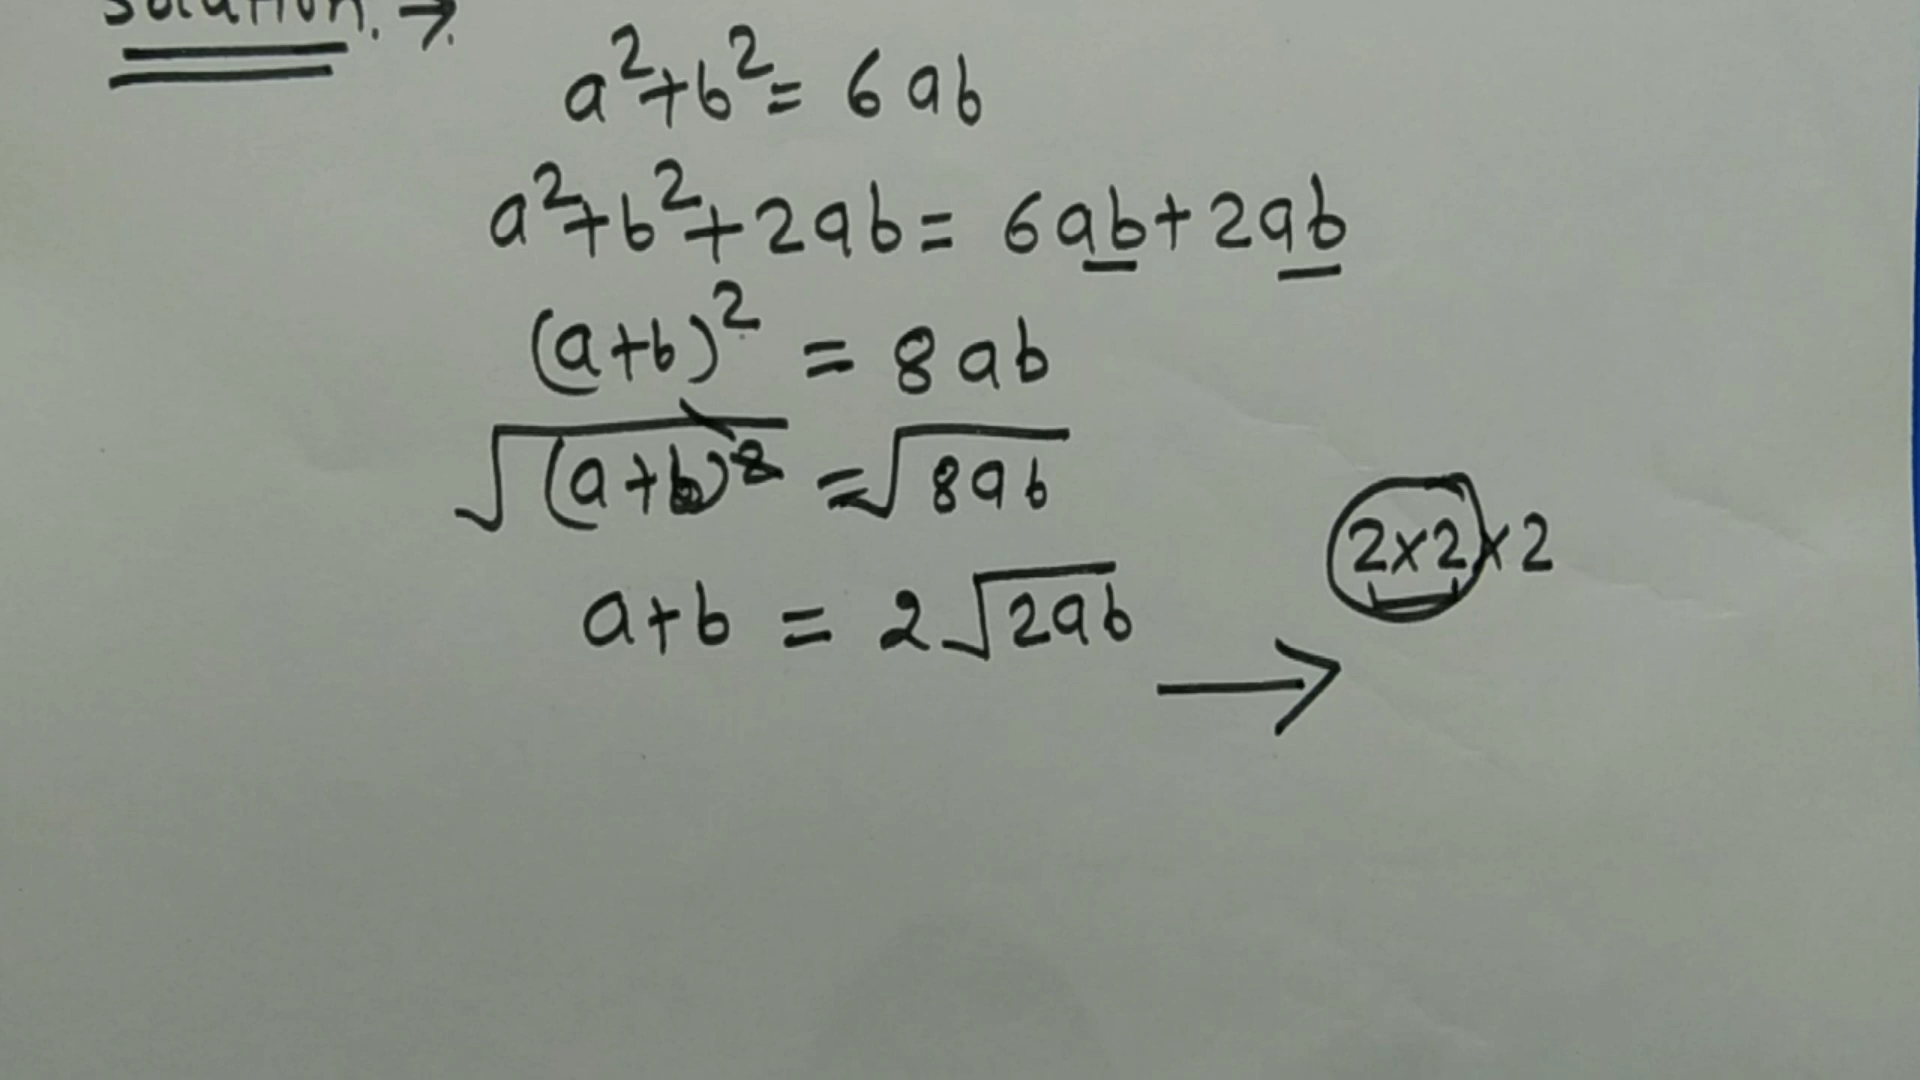 Solution. →
a²+b² = 6ab
a²+b²+2ab = 6ab+2ab
(a+b)² = 8ab
√(a+b)² = √8ab
2×2×2
a+b = 2√2ab →